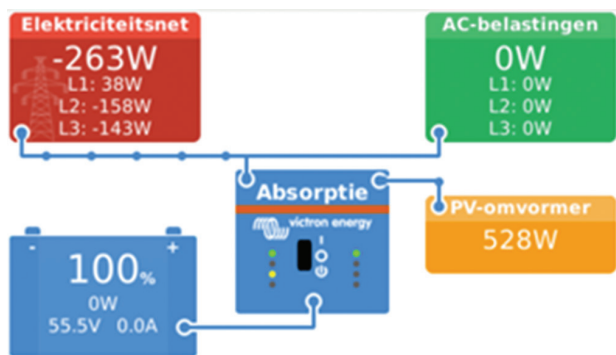 Elektriciteitsnet
-263W
L1: 38W
L2: -158W
L3: -143W
AC-belastingen
0W
L1: 0W
L2: 0W
L3: 0W
Absorptie
victron energy
PV-omvormer
528W
- +
100%
0W
55.5V 0.0A